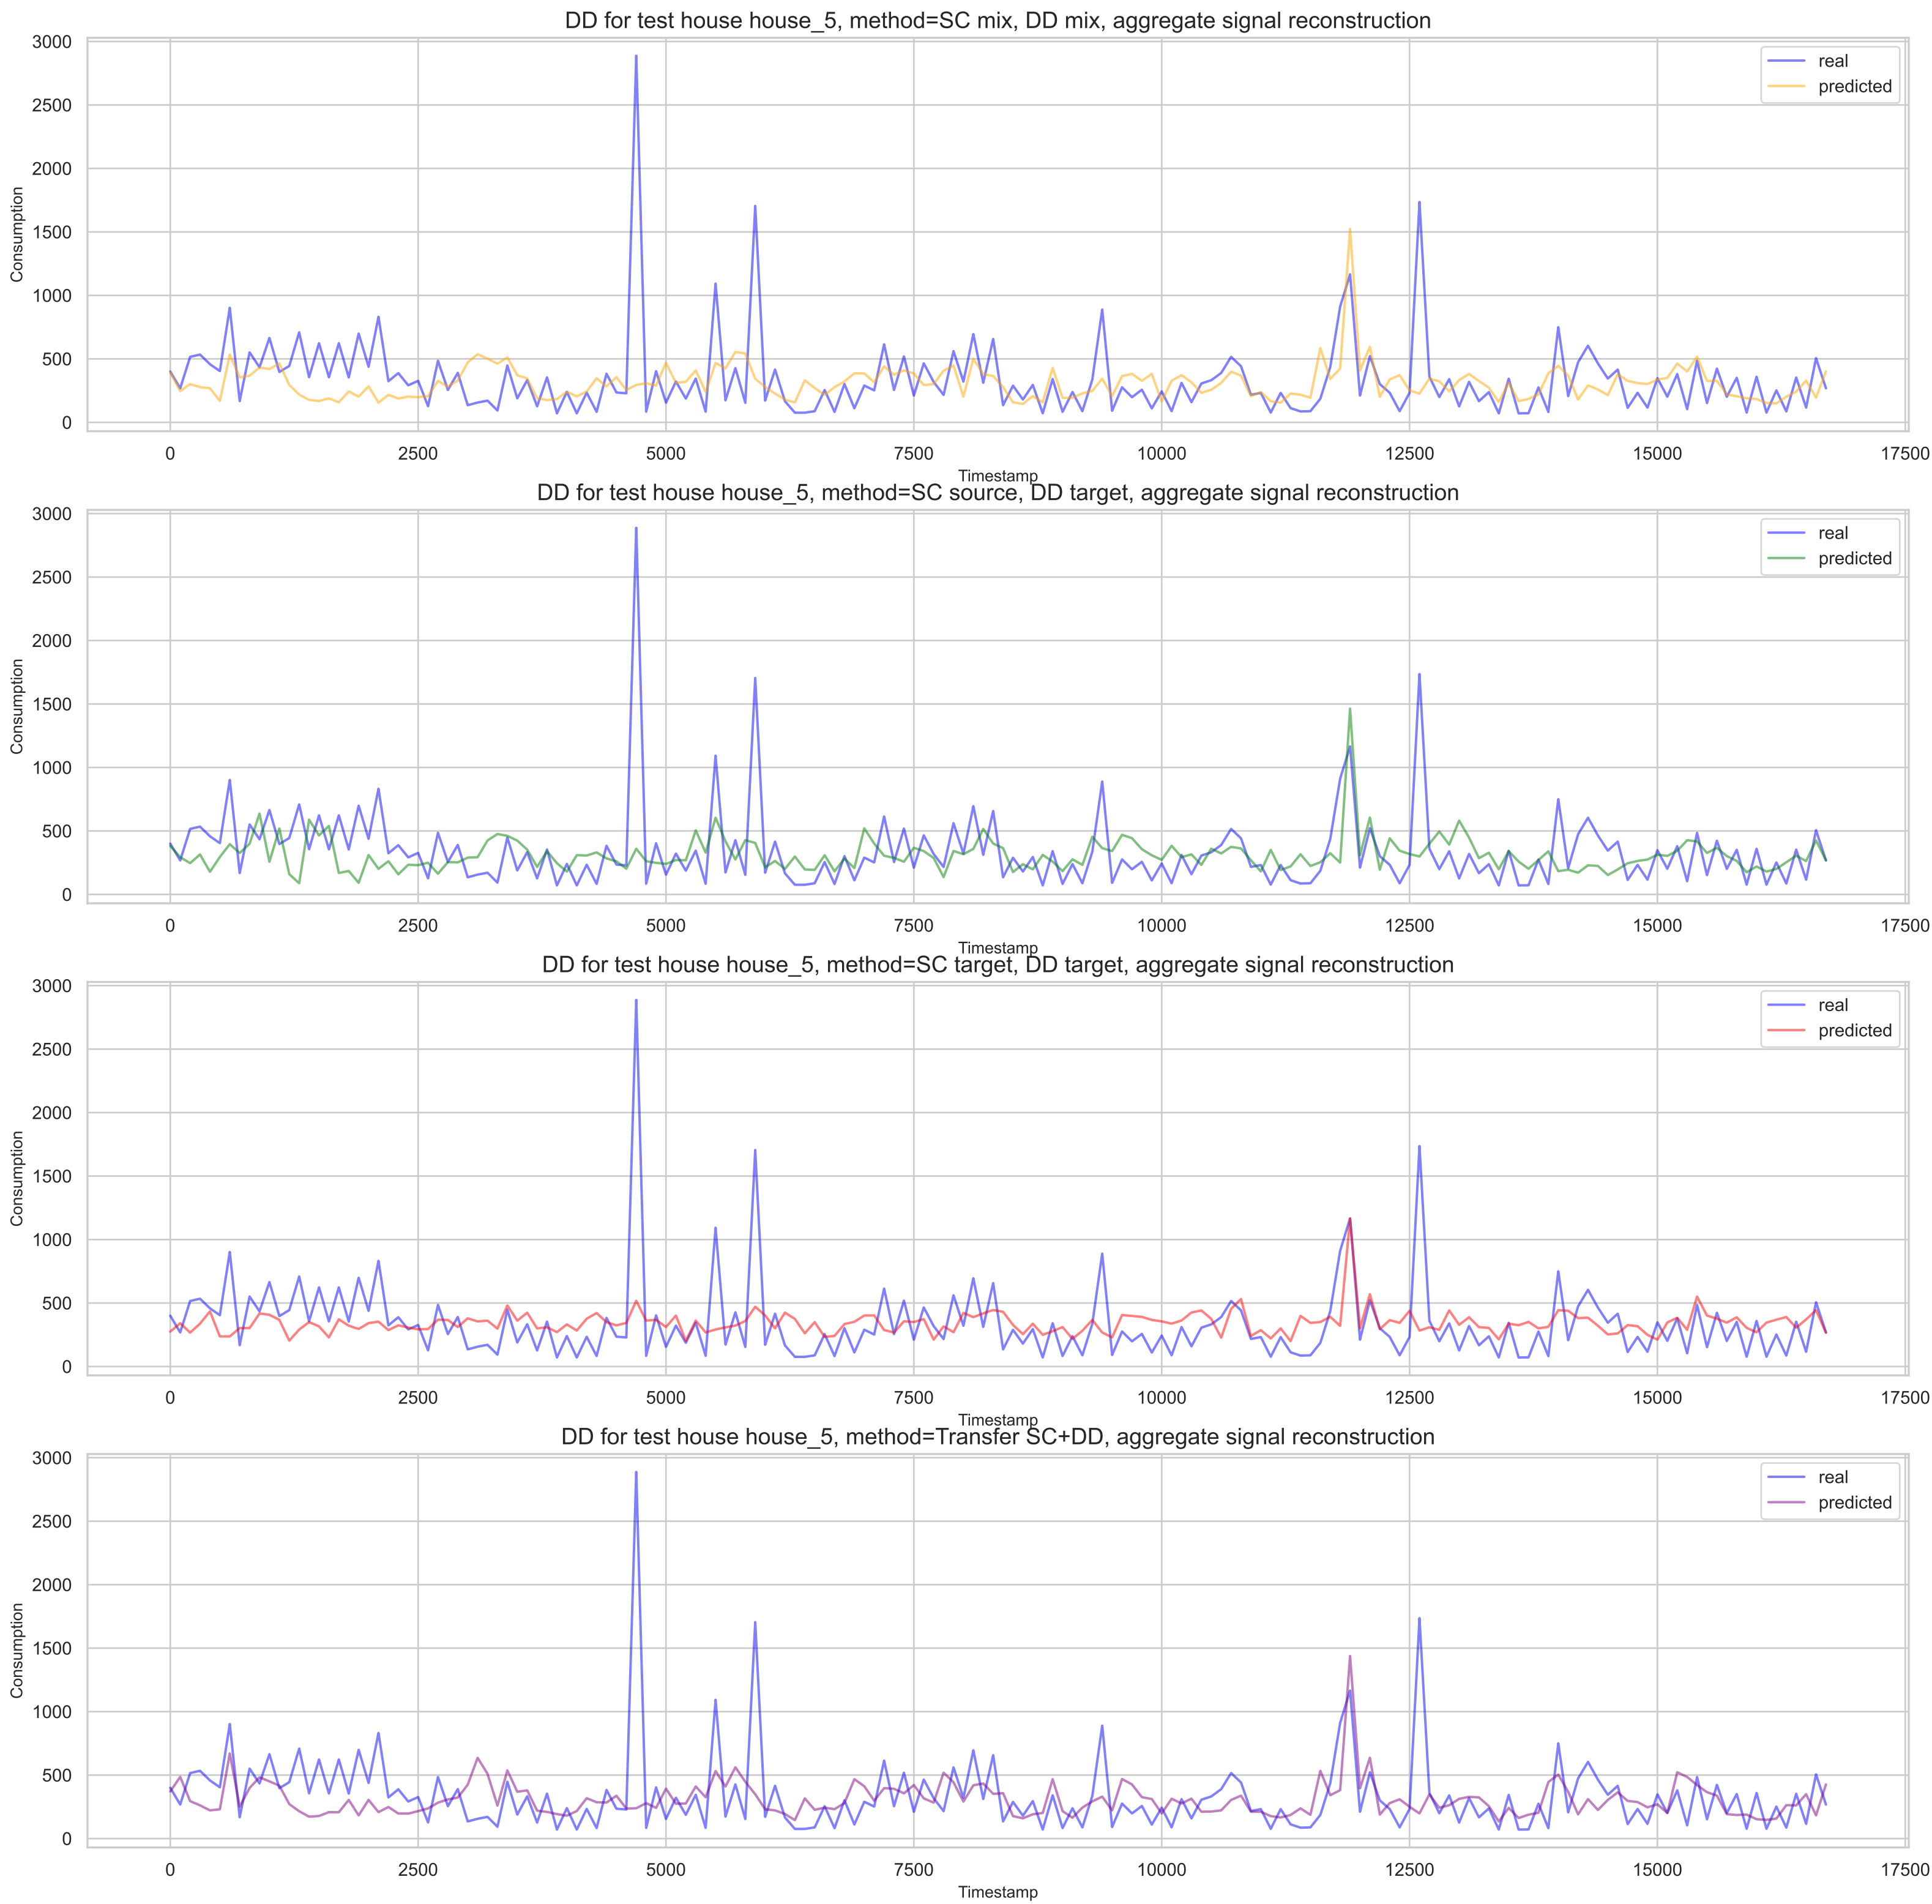 DD for test house house_5, method=SC mix, DD mix, aggregate signal reconstruction
3000
2500
2000
1500
1000
500
0
Consumption
real
predicted
0 2500 5000 7500 10000 12500 15000 17500
Timestamp
DD for test house house_5, method=SC source, DD target, aggregate signal reconstruction
3000
2500
2000
1500
1000
500
0
Consumption
real
predicted
0 2500 5000 7500 10000 12500 15000 17500
Timestamp
DD for test house house_5, method=SC target, DD target, aggregate signal reconstruction
3000
2500
2000
1500
1000
500
0
Consumption
real
predicted
0 2500 5000 7500 10000 12500 15000 17500
Timestamp
DD for test house house_5, method=Transfer SC+DD, aggregate signal reconstruction
3000
2500
2000
1500
1000
500
0
Consumption
real
predicted
0 2500 5000 7500 10000 12500 15000 17500
Timestamp